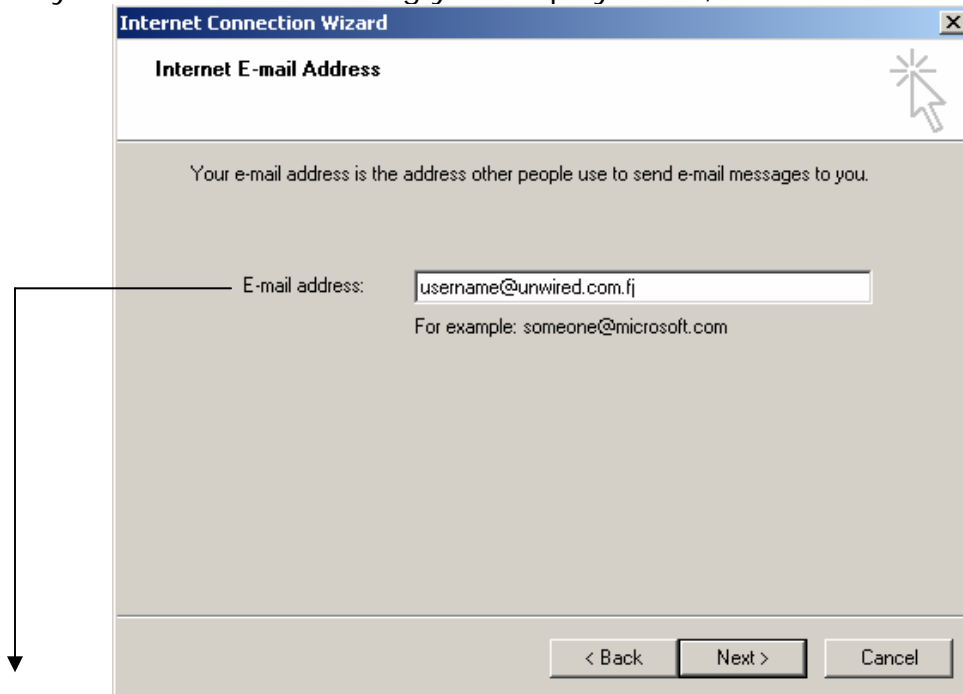 Internet Connection Wizard
Internet E-mail Address
Your e-mail address is the address other people use to send e-mail messages to you.
E-mail address: username@unwired.com.fj
For example: someone@microsoft.com
< Back Next > Cancel